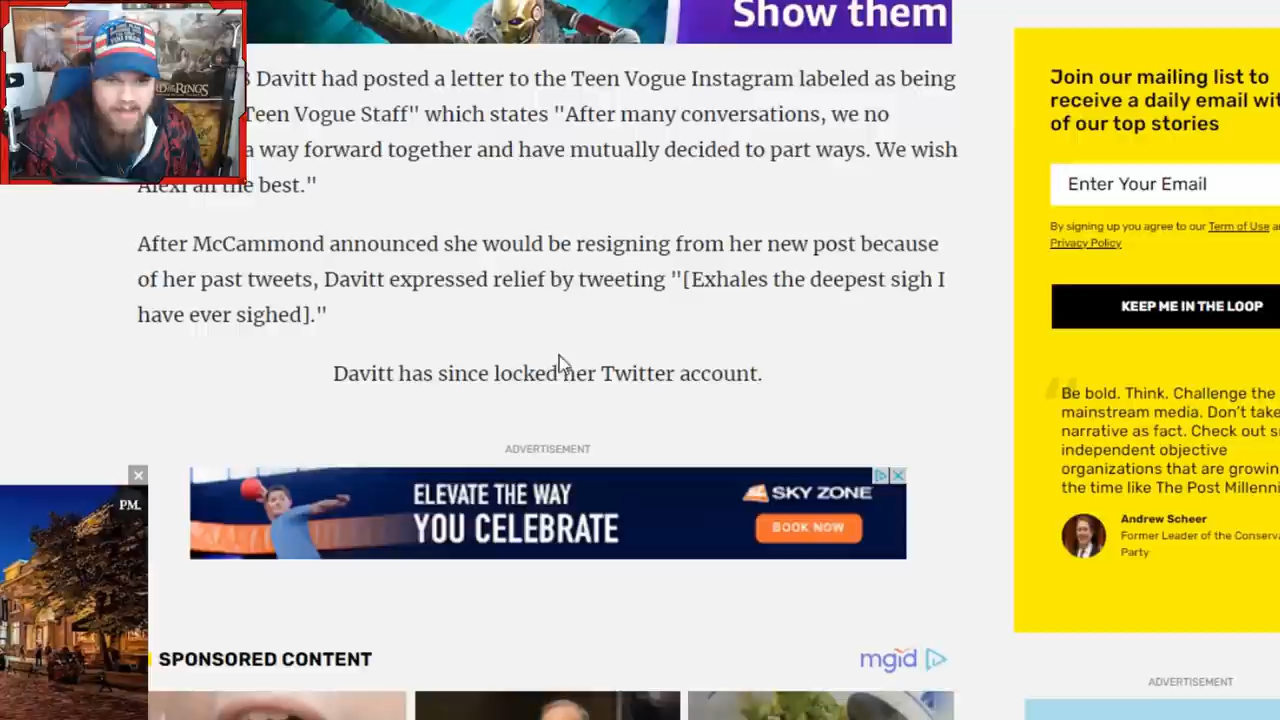 Show them
Davitt had posted a letter to the Teen Vogue Instagram labeled as being
Teen Vogue Staff" which states "After many conversations, we no
a way forward together and have mutually decided to part ways. We wish
Alexi all the best."
After McCammond announced she would be resigning from her new post because
of her past tweets, Davitt expressed relief by tweeting "[Exhales the deepest sigh I
have ever sighed]."
Davitt has since locked her Twitter account.
ADVERTISEMENT
ELEVATE THE WAY
YOU CELEBRATE
SKY ZONE
BOOK NOW
PM.
SPONSORED CONTENT
mgid
Join our mailing list to
receive a daily email wit
of our top stories
Enter Your Email
By signing up you agree to our Term of Use a
Privacy Policy
KEEP ME IN THE LOOP
Be bold. Think. Challenge the
mainstream media. Don't take
narrative as fact. Check out s
independent objective
organizations that are growin
the time like The Post Millenni
Andrew Scheer
Former Leader of the Conserva
Party
ADVERTISEMENT